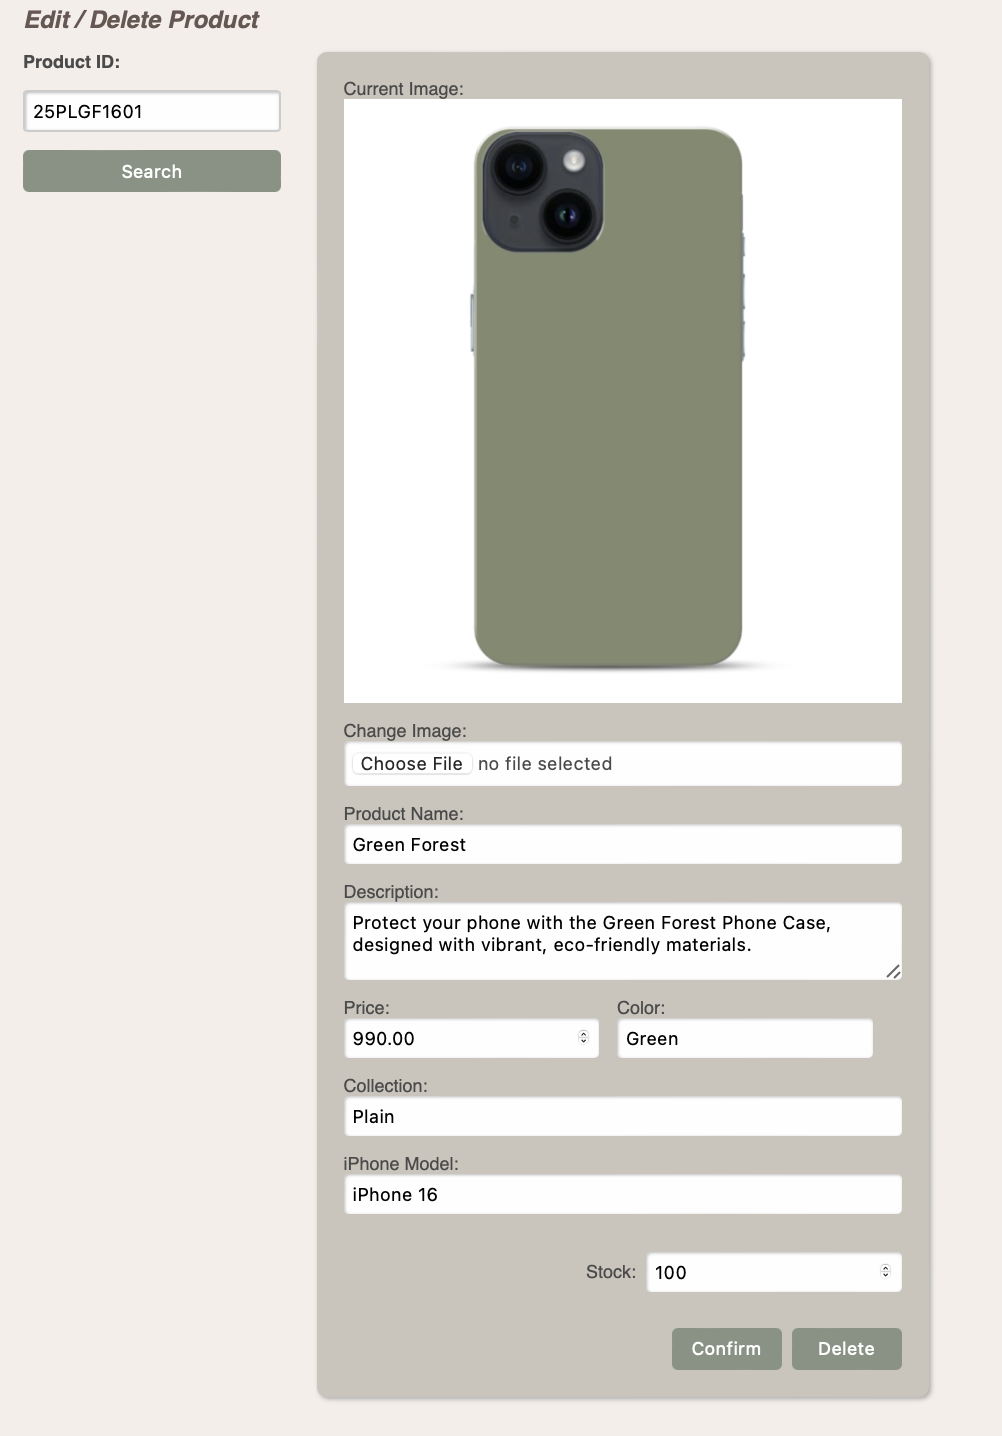 Edit / Delete Product
Product ID:
25PLGF1601
Search
Current Image:
Change Image:
Choose File no file selected
Product Name:
Green Forest
Description:
Protect your phone with the Green Forest Phone Case,
designed with vibrant, eco-friendly materials.
Price:
990.00
Color:
Green
Collection:
Plain
iPhone Model:
iPhone 16
Stock: 100
Confirm
Delete